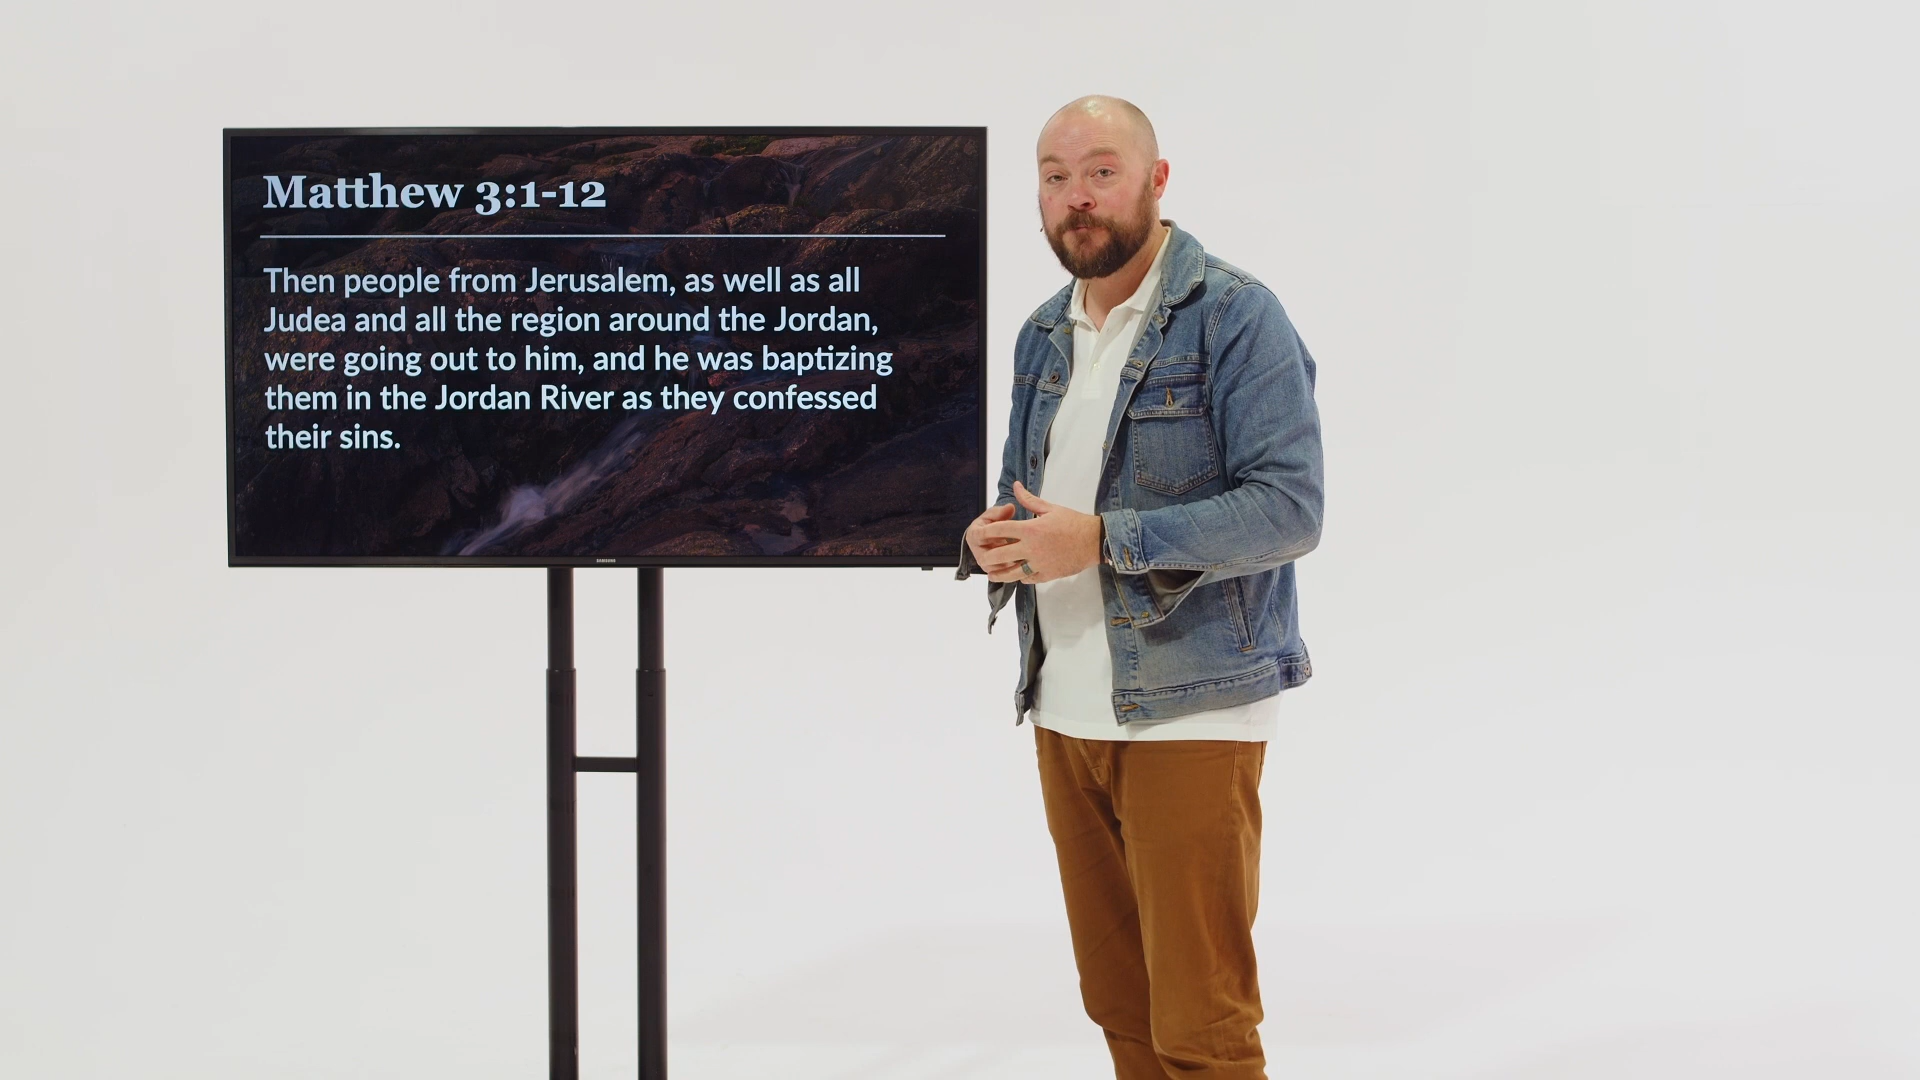 Matthew 3:1-12
Then people from Jerusalem, as well as all
Judea and all the region around the Jordan,
were going out to him, and he was baptizing
them in the Jordan River as they confessed
their sins.
SAMSUNG